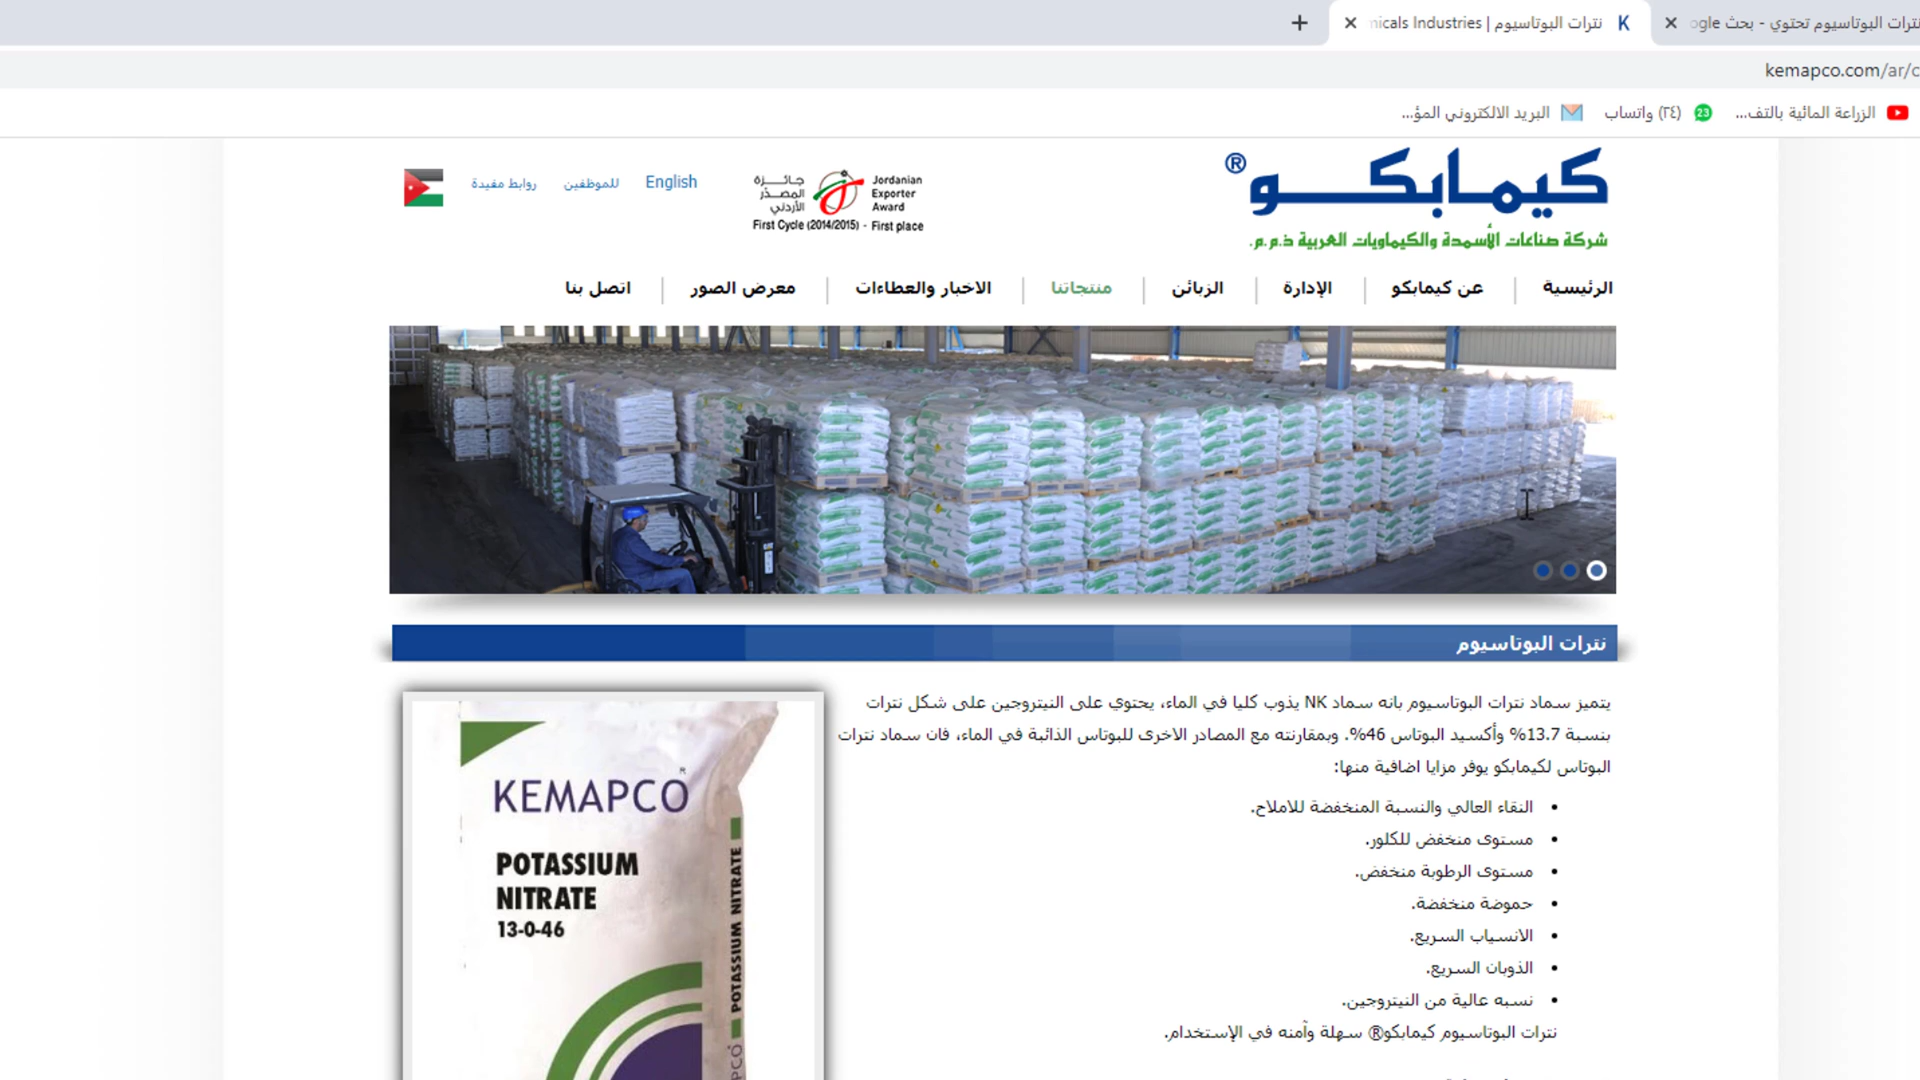 نترات البوتاسيوم تحتوي - بحث ogle
نترات البوتاسيوم | nicals Industries
kemapco.com/ar/c
الزراعة المائية بالتف...
(٢٤) واتساب
23
البريد الالكتروني المؤ...
كيمابكو®
شركة صناعات الأسمدة والكيماويات العربية ذ.م.م.
جائزة المصدّر الأردني
Jordanian Exporter Award
First Cycle (2014/2015) - First place
English
للموظفين
روابط مفيدة
الرئيسية
عن كيمابكو
الإدارة
الزبائن
منتجاتنا
الاخبار والعطاءات
معرض الصور
اتصل بنا
نترات البوتاسيوم
يتميز سماد نترات البوتاسيوم بانه سماد NK يذوب كليا في الماء، يحتوي على النيتروجين على شكل نترات
بنسبة 13.7% وأكسيد البوتاس 46%. وبمقارنته مع المصادر الاخرى للبوتاس الذائبة في الماء، فان سماد نترات
البوتاس لكيمابكو يوفر مزايا اضافية منها:
• النقاء العالي والنسبة المنخفضة للاملاح.
• مستوى منخفض للكلور.
• مستوى الرطوبة منخفض.
• حموضة منخفضة.
• الانسياب السريع.
• الذوبان السريع.
• نسبه عالية من النيتروجين.
نترات البوتاسيوم كيمابكو® سهلة وآمنه في الإستخدام.
KEMAPCO
POTASSIUM
NITRATE
13-0-46
POTASSIUM NITRATE